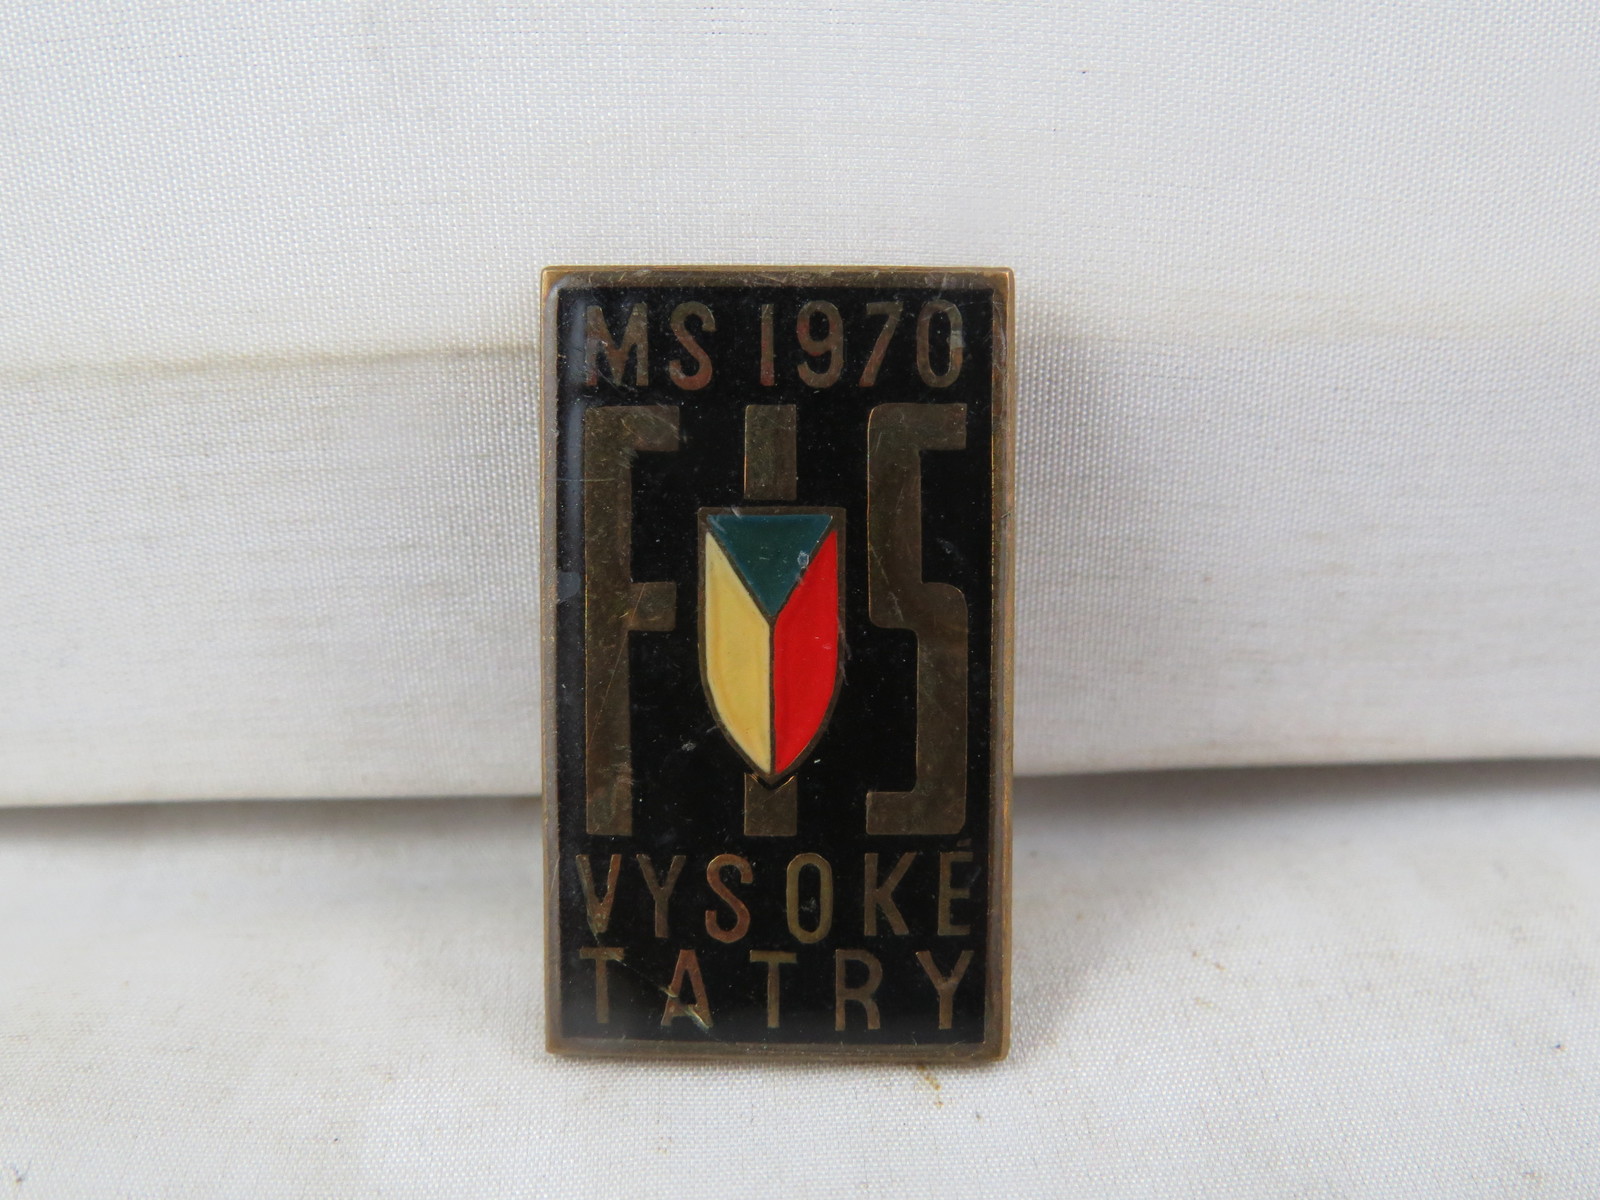 MS 1970
FIS
VYSOKÉ
TATRY